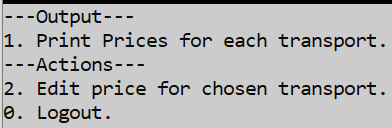 ---Output---
1. Print Prices for each transport.
---Actions---
2. Edit price for chosen transport.
0. Logout.